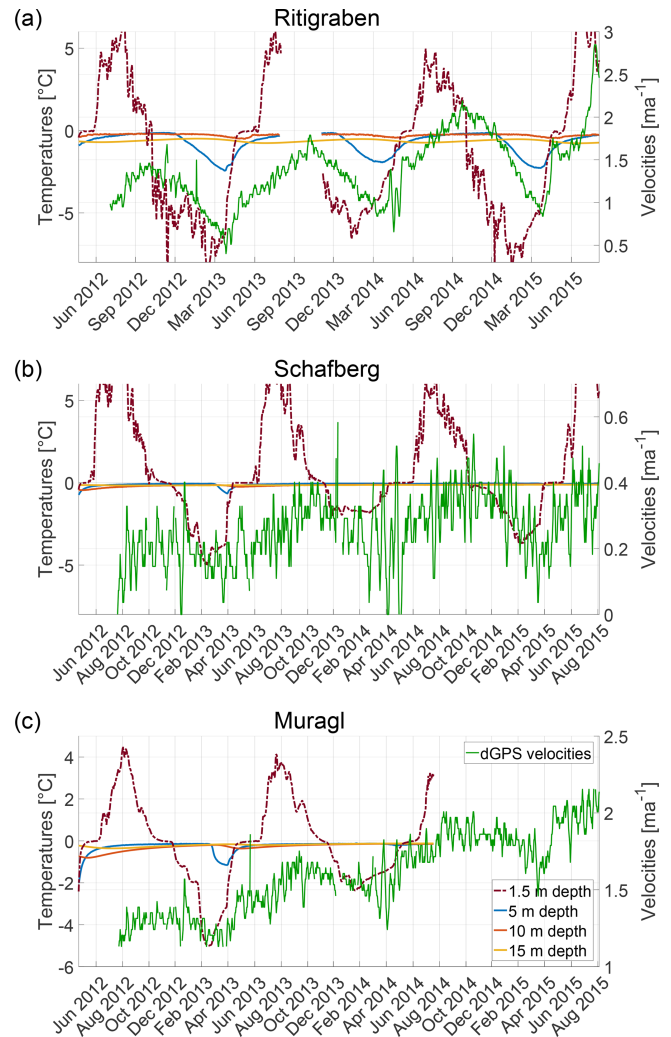 (a)
Ritigraben
Temperatures [°C]
5
0
-5
3
2.5
2
1.5
1
0.5
Velocities [ma⁻¹]
Jun 2012
Sep 2012
Dec 2012
Mar 2013
Jun 2013
Sep 2013
Dec 2013
Mar 2014
Jun 2014
Sep 2014
Dec 2014
Mar 2015
Jun 2015
(b)
Schafberg
Temperatures [°C]
5
0
-5
0.6
0.4
0.2
0
Velocities [ma⁻¹]
Jun 2012
Aug 2012
Oct 2012
Dec 2012
Feb 2013
Apr 2013
Jun 2013
Aug 2013
Oct 2013
Dec 2013
Feb 2014
Apr 2014
Jun 2014
Aug 2014
Oct 2014
Dec 2014
Feb 2015
Apr 2015
Jun 2015
Aug 2015
(c)
Muragl
Temperatures [°C]
4
2
0
-2
-4
-6
dGPS velocities
1.5 m depth
5 m depth
10 m depth
15 m depth
2.5
2
1.5
1
Velocities [ma⁻¹]
Jun 2012
Aug 2012
Oct 2012
Dec 2012
Feb 2013
Apr 2013
Jun 2013
Aug 2013
Oct 2013
Dec 2013
Feb 2014
Apr 2014
Jun 2014
Aug 2014
Oct 2014
Dec 2014
Feb 2015
Apr 2015
Jun 2015
Aug 2015